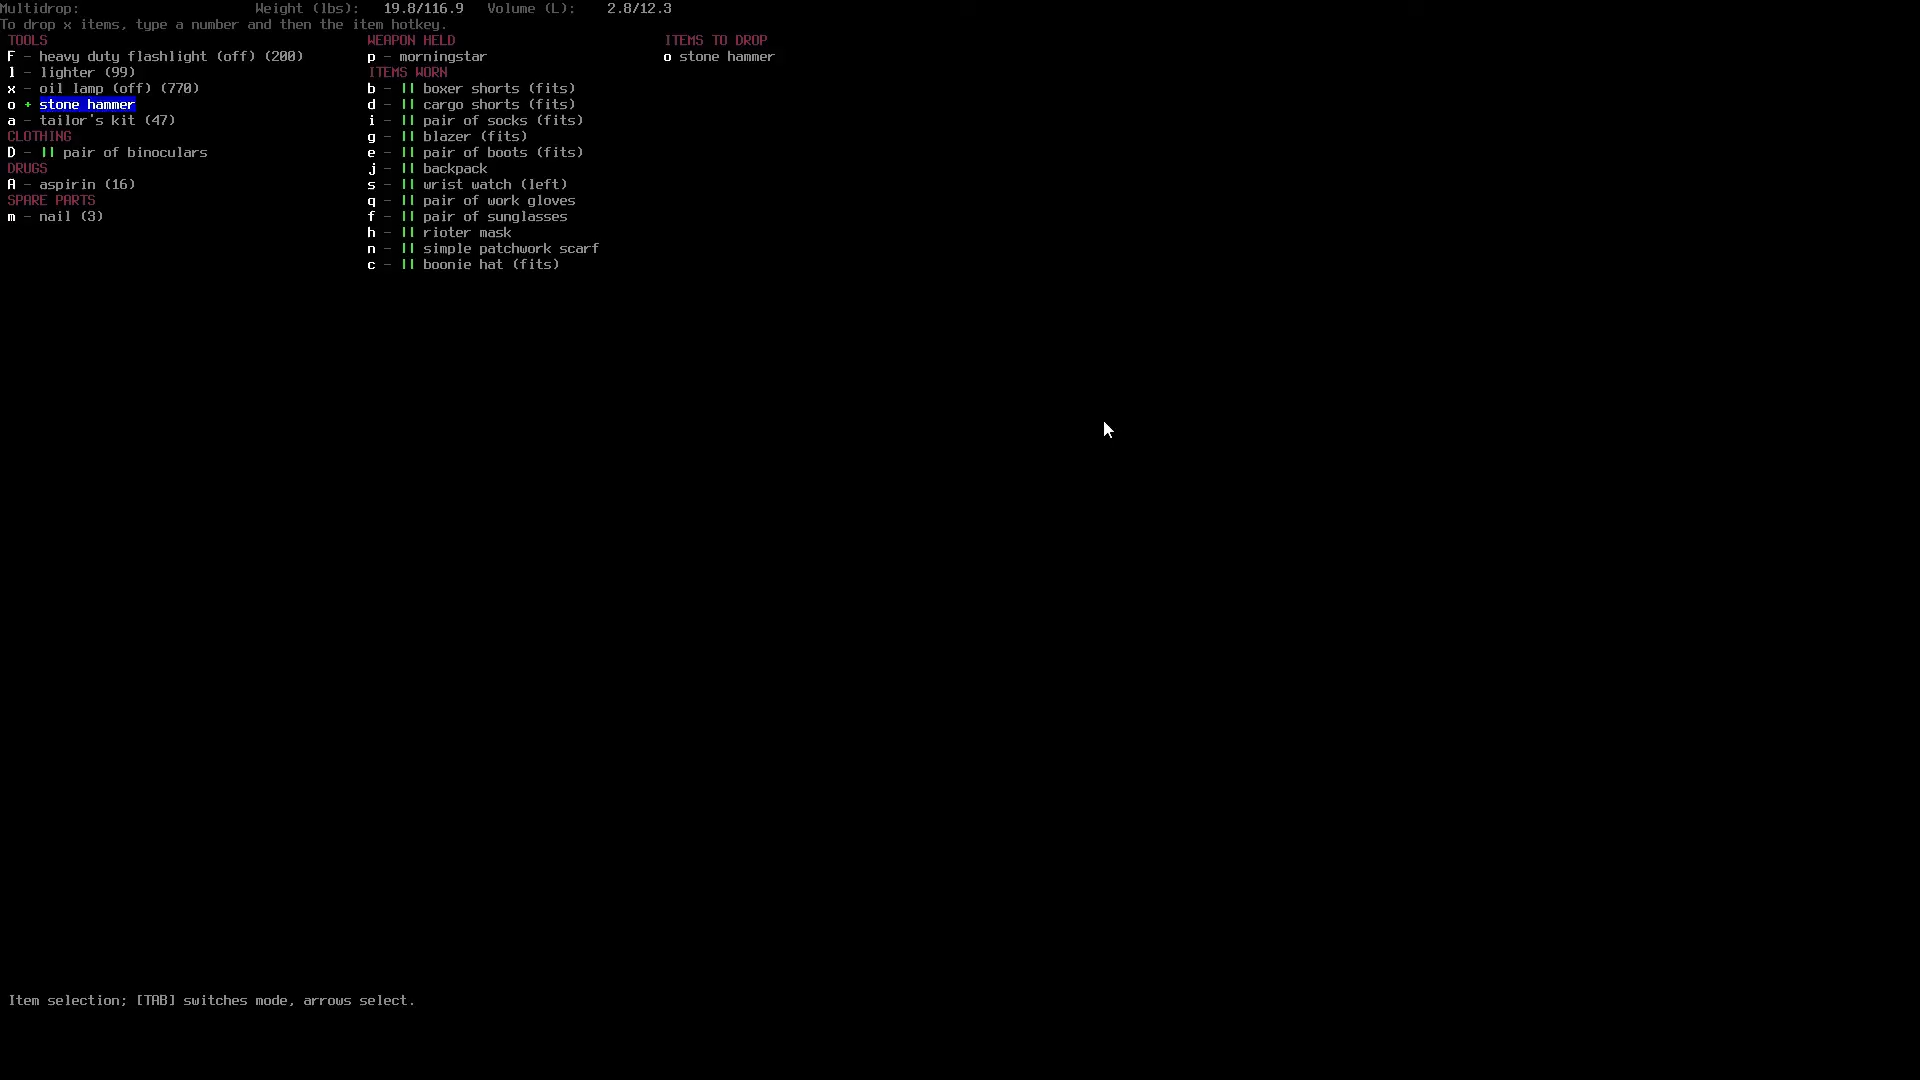 Multidrop: Weight (lbs): 19.8/116.9 Volume (L): 2.8/12.3
To drop x items, type a number and then the item hotkey.
TOOLS
F - heavy duty flashlight (off) (200)
l - lighter (99)
x - oil lamp (off) (770)
o + stone hammer
a - tailor's kit (47)
CLOTHING
D - || pair of binoculars
DRUGS
A - aspirin (16)
SPARE PARTS
m - nail (3)
WEAPON HELD
p - morningstar
ITEMS WORN
b - || boxer shorts (fits)
d - || cargo shorts (fits)
i - || pair of socks (fits)
g - || blazer (fits)
e - || pair of boots (fits)
j - || backpack
s - || wrist watch (left)
q - || pair of work gloves
f - || pair of sunglasses
h - || rioter mask
n - || simple patchwork scarf
c - || boonie hat (fits)
ITEMS TO DROP
o stone hammer
Item selection; [TAB] switches mode, arrows select.